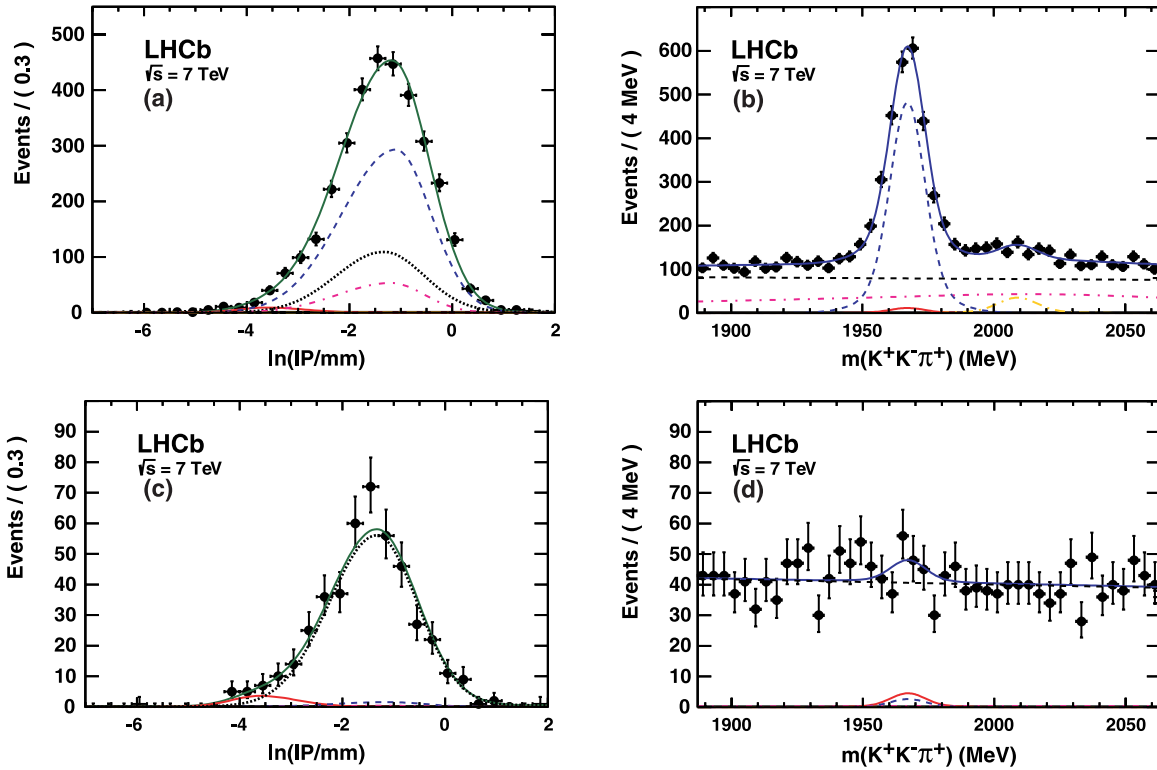 500
400
300
200
100
0
Events / ( 0.3 )
LHCb
√s = 7 TeV
(a)
-6 -4 -2 0 2
ln(IP/mm)
600
500
400
300
200
100
0
Events / ( 4 MeV )
LHCb
√s = 7 TeV
(b)
1900 1950 2000 2050
m(K⁺K⁻π⁺) (MeV)
90
80
70
60
50
40
30
20
10
0
Events / ( 0.3 )
LHCb
√s = 7 TeV
(c)
-6 -4 -2 0 2
ln(IP/mm)
90
80
70
60
50
40
30
20
10
0
Events / ( 4 MeV )
LHCb
√s = 7 TeV
(d)
1900 1950 2000 2050
m(K⁺K⁻π⁺) (MeV)